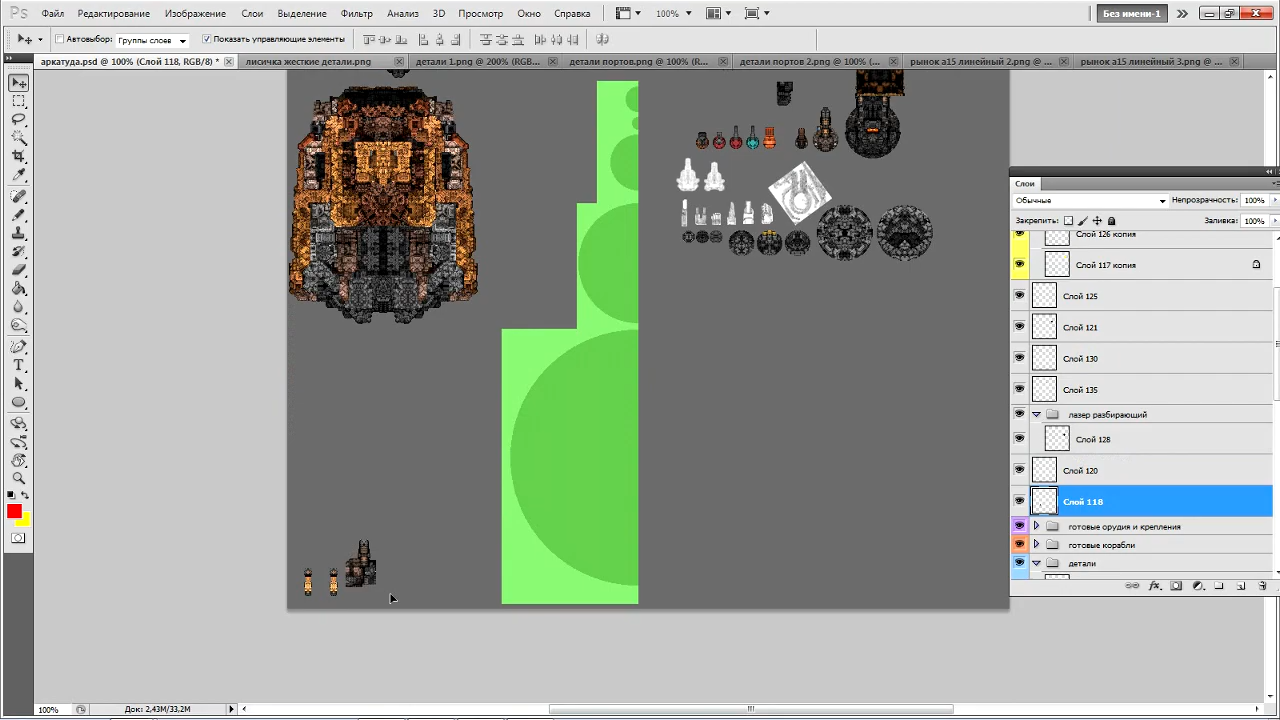 Ps Файл Редактирование Изображение Слои Выделение Фильтр Анализ 3D Просмотр Окно Справка 100% Без имени-1
Автовыбор: Группы слоев Показать управляющие элементы
аркатуда.psd @ 100% (Слой 118, RGB/8) * лисичка жесткие детали.png детали 1.png @ 200% (RGB... детали портов.png @ 100% (R... детали портов 2.png @ 100% (... рынок а15 линейный 2.png @ ... рынок а15 линейный 3.png @ ...
Слои
Обычные Непрозрачность: 100%
Закрепить: Заливка: 100%
Слой 126 копия
Слой 117 копия
Слой 125
Слой 121
Слой 130
Слой 135
лазер разбирающий
Слой 128
Слой 120
Слой 118
готовые орудия и крепления
готовые корабли
детали
100% Док: 2,43M/33,2M